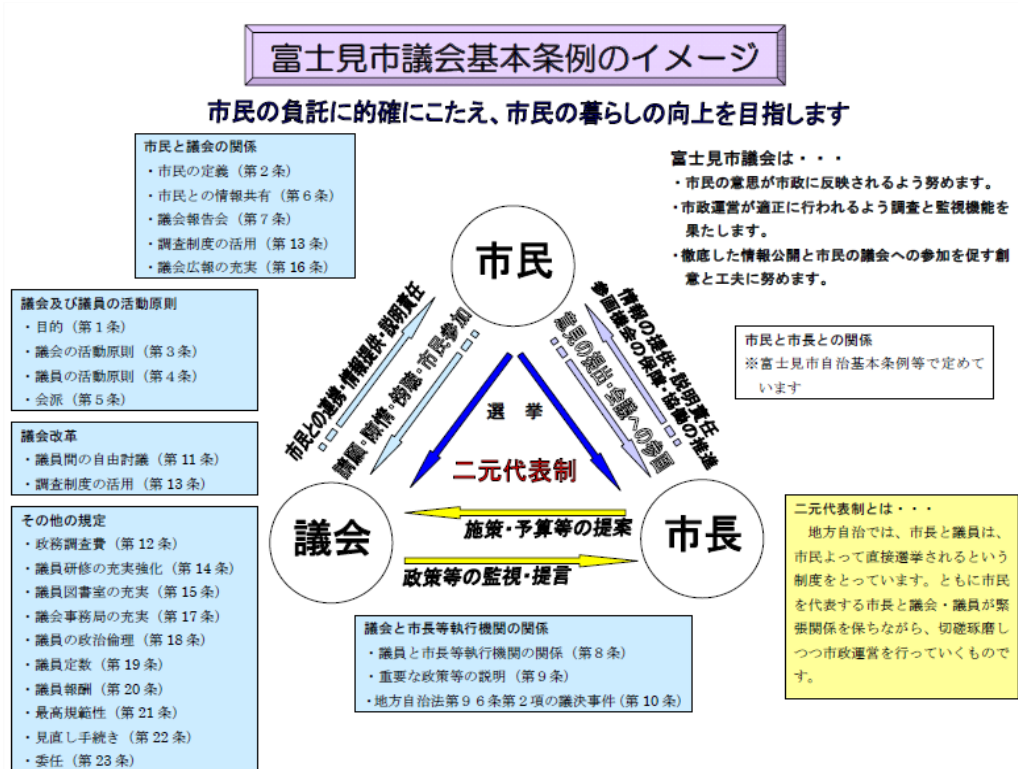 富士見市議会基本条例のイメージ
市民の負託に的確にこたえ、市民の暮らしの向上を目指します
市民と議会の関係
・市民の定義（第２条）
・市民との情報共有（第６条）
・議会報告会（第７条）
・調査制度の活用（第 13 条）
・議会広報の充実（第 16 条）
富士見市議会は・・・
・市民の意思が市政に反映されるよう努めます。
・市政運営が適正に行われるよう調査と監視機能を
果たします。
・徹底した情報公開と市民の議会への参加を促す創
意と工夫に努めます。
市民
議会及び議員の活動原則
・目的（第１条）
・議会の活動原則（第３条）
・議員の活動原則（第４条）
・会派（第５条）
市民との連携・情報提供・説明責任
請願・陳情・傍聴・市民参加
選 挙
意見の提出・会議への参画
情報の提供・説明責任
参画機会の保障・協働の推進
市民と市長との関係
※富士見市自治基本条例等で定めて
います
議会改革
・議員間の自由討議（第 11 条）
・調査制度の活用（第 13 条）
二元代表制
議会
施策・予算等の提案
政策等の監視・提言
市長
その他の規定
・政務調査費（第 12 条）
・議員研修の充実強化（第 14 条）
・議員図書室の充実（第 15 条）
・議会事務局の充実（第 17 条）
・議員の政治倫理（第 18 条）
・議員定数（第 19 条）
・議員報酬（第 20 条）
・最高規範性（第 21 条）
・見直し手続き（第 22 条）
・委任（第 23 条）
議会と市長等執行機関の関係
・議員と市長等執行機関の関係（第８条）
・重要な政策等の説明（第９条）
・地方自治法第９６条第２項の議決事件（第 10 条）
二元代表制とは・・・
地方自治では、市長と議員は、
市民よって直接選挙されるという
制度をとっています。ともに市民
を代表する市長と議会・議員が緊
張関係を保ちながら、切磋琢磨し
つつ市政運営を行っていくもので
す。